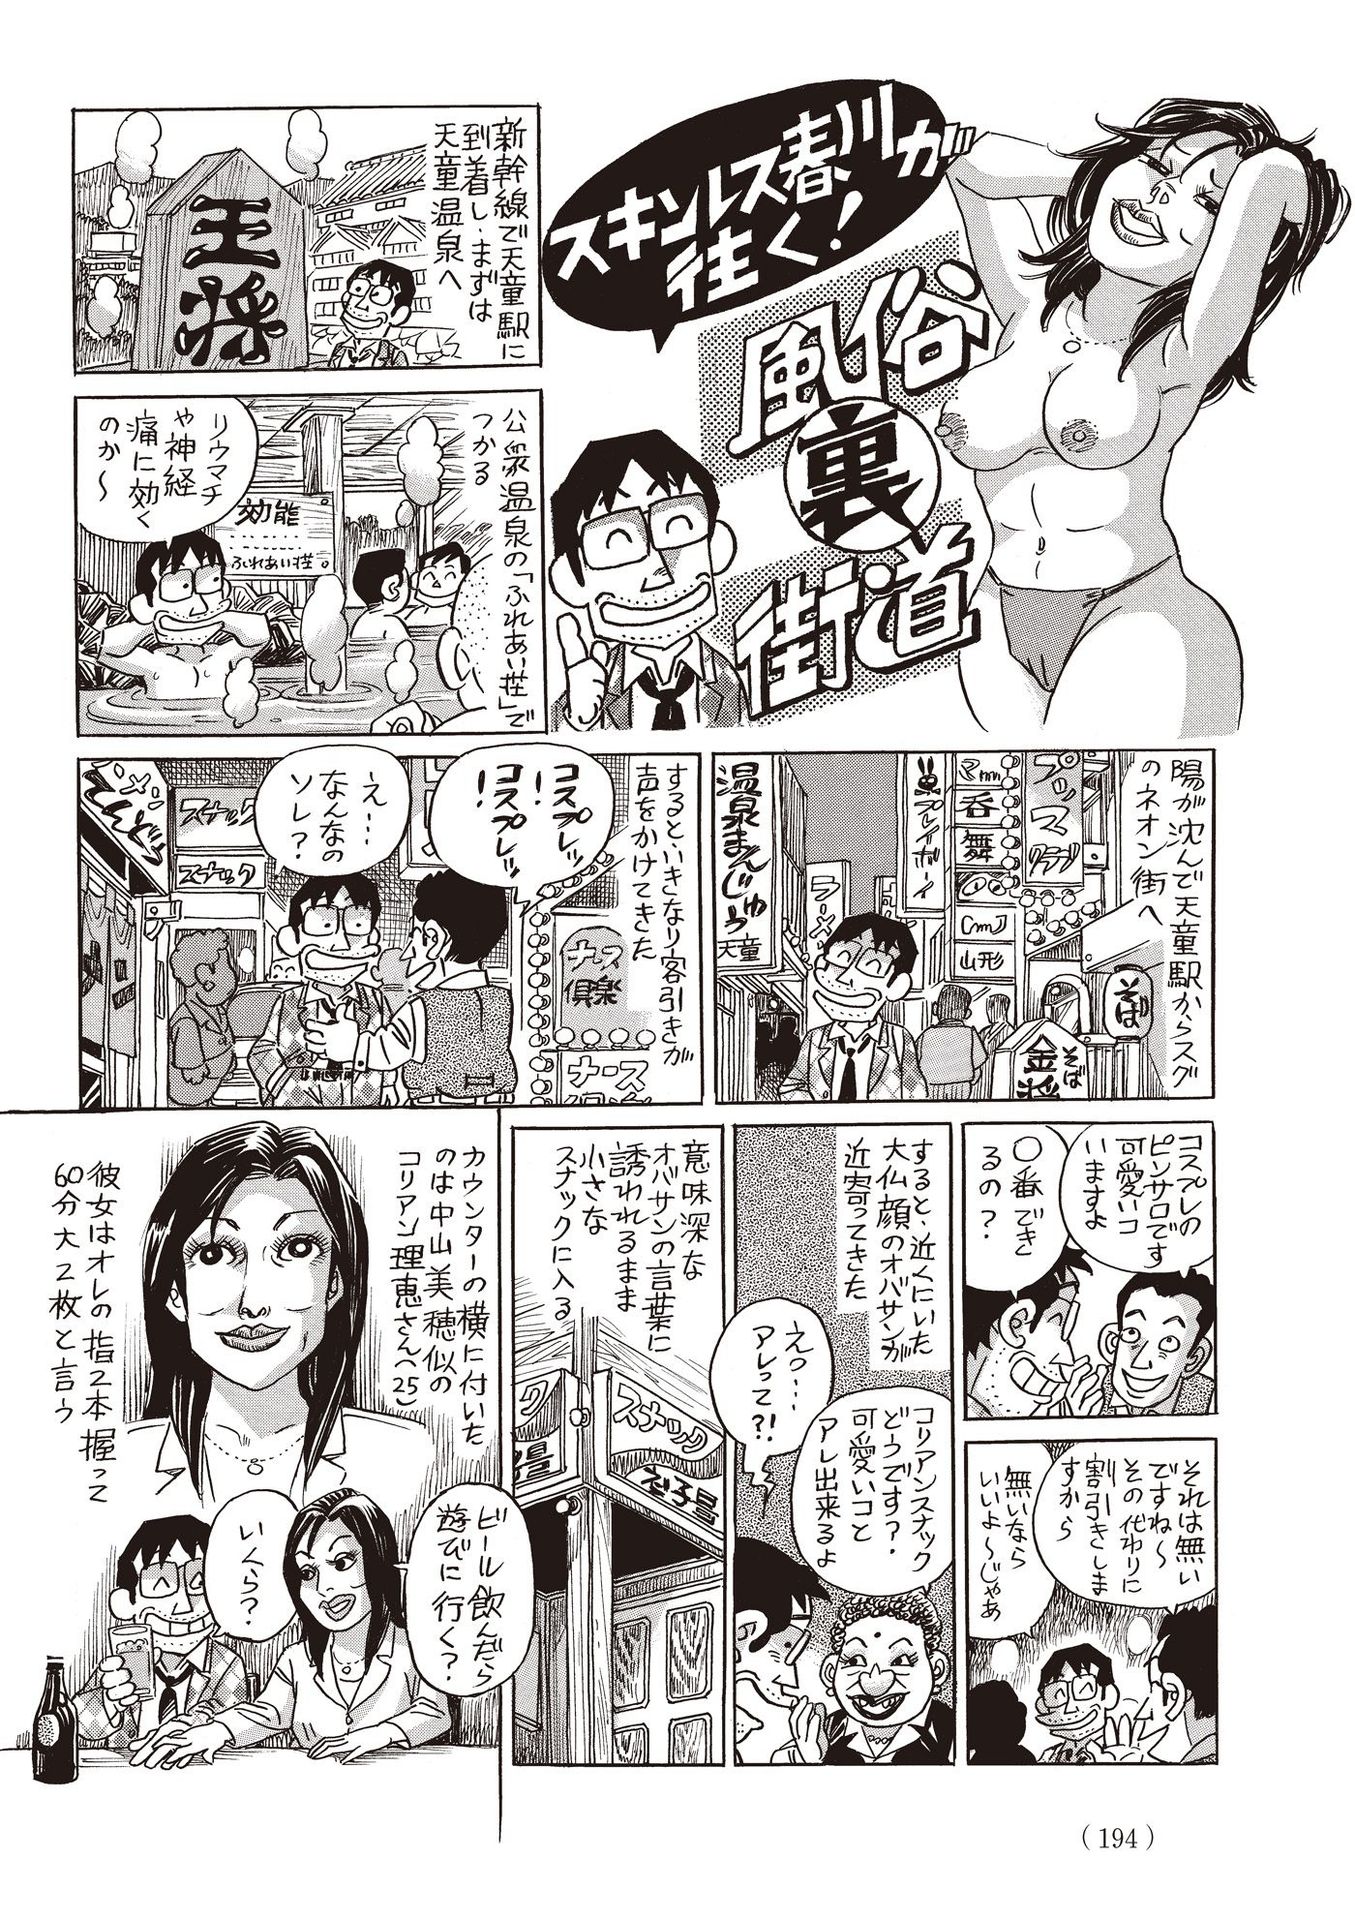 スキンレス春川が
往く!
風俗
裏
街道
新幹線で天童駅に
到着し、まずは
天童温泉へ
王将
公衆温泉の「ふれあい荘」で
つかる
リウマチ
や神経
痛に効く
のか〜
効能
ふれあい荘。
陽が沈んで天童駅からスグ
のネオン街へ
温泉まんじゅう
天童
ラーメン
プレイボーイ
呑
舞
山形
クラブ
そば
そば
金将
すると、いきなり客引きが
声をかけてきた
コスプレッ
!
コスプレッ
!
え…
なんなの
ソレ?
スナック
スナック
ナース
倶楽
ナース
コスプレの
ピンサロです
可愛いコ
いますよ
〇番でき
るの?
それは無い
ですね〜
その代わりに
割引きしま
すから
無いなら
いいよ〜じゃあ
すると、近くにいた
大仏顔のオバサンが
近寄ってきた
コリアンスナック
どうです?
可愛いコと
アレ出来るよ
えっ…
アレって?!
意味深な
オバサンの言葉に
誘われるまま
小さな
スナックに入る
スナック
カウンターの横に付いた
のは中山美穂似の
コリアン理恵さん(25)
彼女はオレの指2本握って
60分大2枚と言う
ビール飲んだら
遊びに行く?
いくら?
(194)